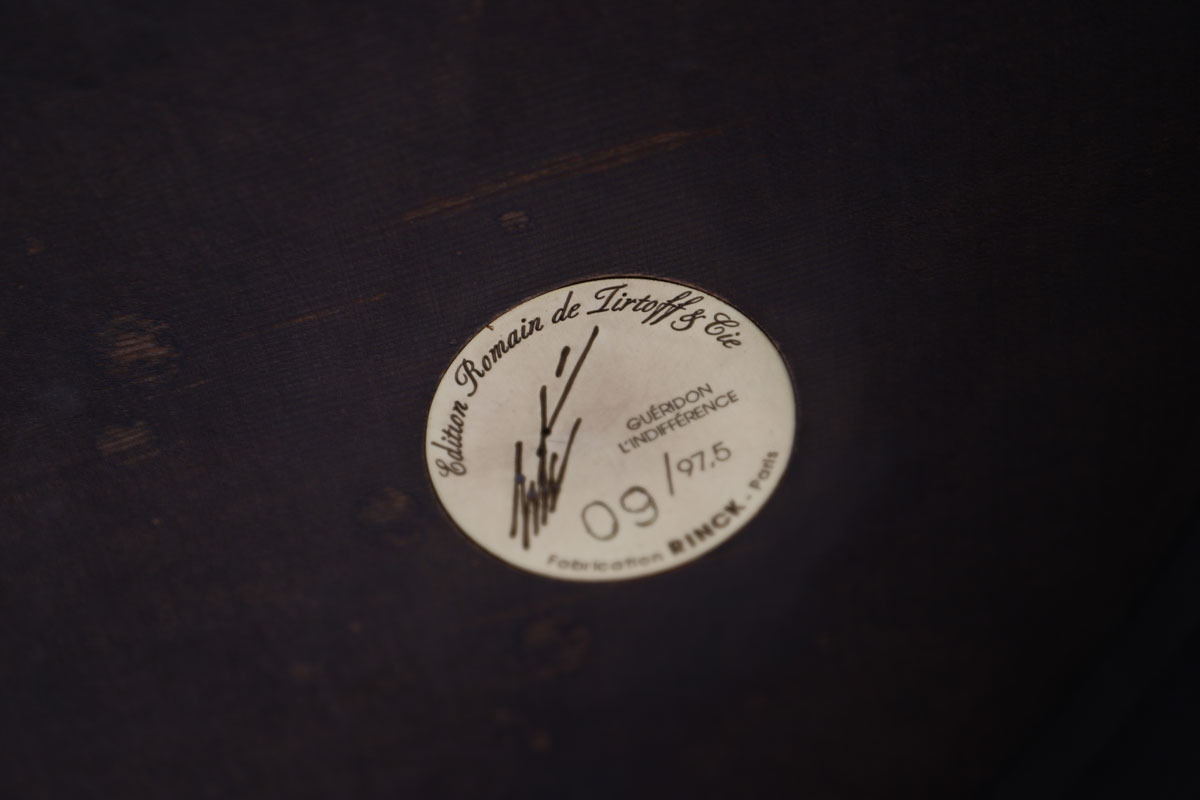 Edition Romain de Tirtoff & Cie
GUÉRIDON
L'INDIFFÉRENCE
09/97,5
Fabrication RINCK - Paris